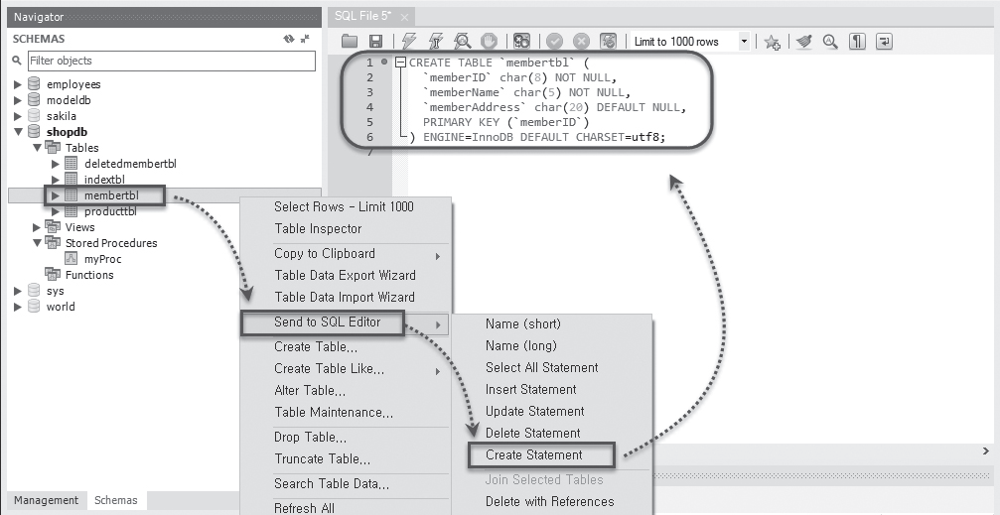 Navigator
SCHEMAS
Filter objects
employees
modeldb
sakila
shopdb
Tables
deletedmembertbl
indextbl
membertbl
producttbl
Views
Stored Procedures
myProc
Functions
sys
world
Management Schemas
SQL File 5*
Limit to 1000 rows
1 CREATE TABLE `membertbl` (
2 `memberID` char(8) NOT NULL,
3 `memberName` char(5) NOT NULL,
4 `memberAddress` char(20) DEFAULT NULL,
5 PRIMARY KEY (`memberID`)
6 ) ENGINE=InnoDB DEFAULT CHARSET=utf8;
7
Select Rows - Limit 1000
Table Inspector
Copy to Clipboard
Table Data Export Wizard
Table Data Import Wizard
Send to SQL Editor
Create Table...
Create Table Like...
Alter Table...
Table Maintenance...
Drop Table...
Truncate Table...
Search Table Data...
Refresh All
Name (short)
Name (long)
Select All Statement
Insert Statement
Update Statement
Delete Statement
Create Statement
Join Selected Tables
Delete with References